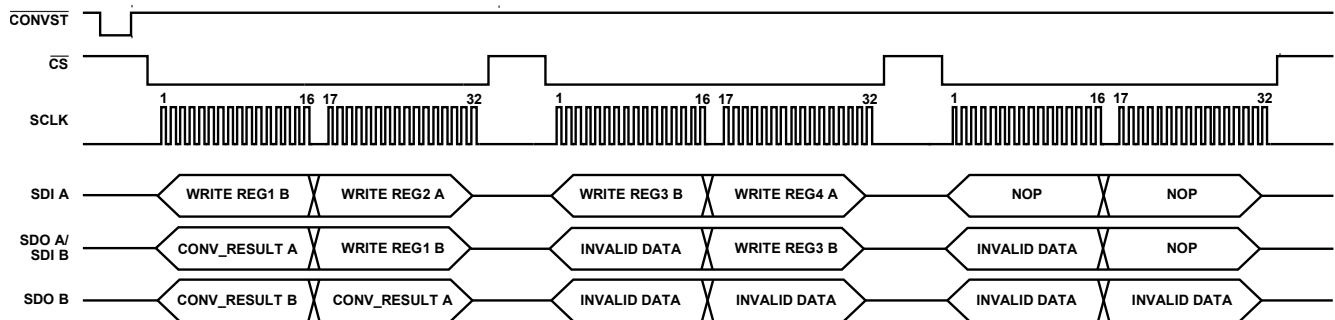 CONVST
CS
1 16 17 32 1 16 17 32 1 16 17 32
SCLK
SDI A WRITE REG1 B WRITE REG2 A WRITE REG3 B WRITE REG4 A NOP NOP
SDO A/
SDI B CONV_RESULT A WRITE REG1 B INVALID DATA WRITE REG3 B INVALID DATA NOP
SDO B CONV_RESULT B CONV_RESULT A INVALID DATA INVALID DATA INVALID DATA INVALID DATA